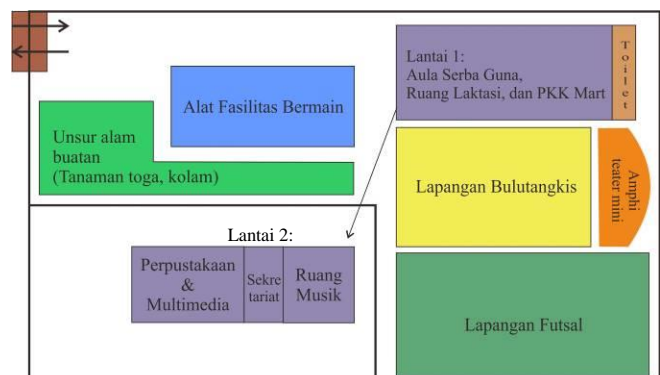 Alat Fasilitas Bermain
Unsur alam
buatan
(Tanaman toga, kolam)
Lantai 1:
Aula Serba Guna,
Ruang Laktasi, dan PKK Mart
Toilet
Lapangan Bulutangkis
Amphi
teater mini
Lantai 2:
Perpustakaan
&
Multimedia
Sekre
tariat
Ruang
Musik
Lapangan Futsal